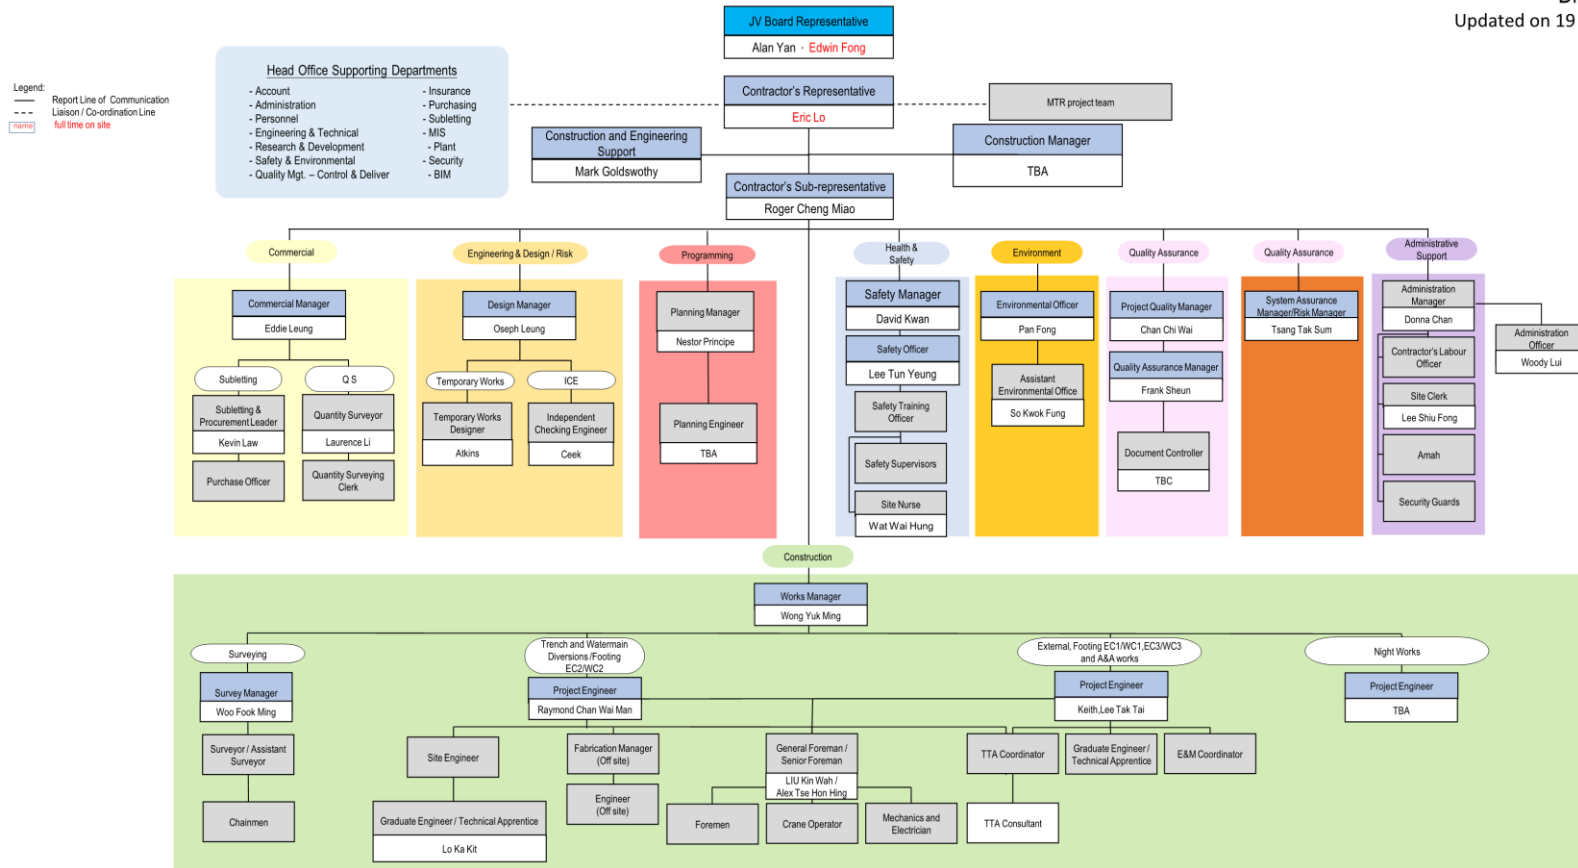 Updated on 19
JV Board Representative
Alan Yan - Edwin Fong
Head Office Supporting Departments
- Account
- Administration
- Personnel
- Engineering & Technical
- Research & Development
- Safety & Environmental
- Quality Mgt. – Control & Deliver
- Insurance
- Purchasing
- Subletting
- MIS
- Plant
- Security
- BIM
Legend:
Report Line of Communication
Liaison / Co-ordination Line
name
full time on site
Contractor's Representative
Eric Lo
MTR project team
Construction and Engineering
Support
Mark Goldswothy
Construction Manager
TBA
Contractor's Sub-representative
Roger Cheng Miao
Commercial
Engineering & Design / Risk
Programming
Health &
Safety
Environment
Quality Assurance
Quality Assurance
Administrative
Support
Commercial Manager
Eddie Leung
Subletting
Q S
Subletting &
Procurement Leader
Kevin Law
Purchase Officer
Quantity Surveyor
Laurence Li
Quantity Surveying
Clerk
Design Manager
Oseph Leung
Temporary Works
ICE
Temporary Works
Designer
Atkins
Independent
Checking Engineer
Ceek
Planning Manager
Nestor Principe
Planning Engineer
TBA
Safety Manager
David Kwan
Safety Officer
Lee Tun Yeung
Safety Training
Officer
Safety Supervisors
Site Nurse
Wat Wai Hung
Environmental Officer
Pan Fong
Assistant
Environmental Office
So Kwok Fung
Project Quality Manager
Chan Chi Wai
Quality Assurance Manager
Frank Sheun
Document Controller
TBC
System Assurance
Manager/Risk Manager
Tsang Tak Sum
Administration
Manager
Donna Chan
Administration
Officer
Woody Lui
Contractor's Labour
Officer
Site Clerk
Lee Shiu Fong
Amah
Security Guards
Construction
Works Manager
Wong Yuk Ming
Surveying
Trench and Watermain
Diversions /Footing
EC2/WC2
External, Footing EC1/WC1,EC3/WC3
and A&A works
Night Works
Survey Manager
Woo Fook Ming
Surveyor / Assistant
Surveyor
Chainmen
Project Engineer
Raymond Chan Wai Man
Project Engineer
Keith,Lee Tak Tai
Project Engineer
TBA
Site Engineer
Graduate Engineer / Technical Apprentice
Lo Ka Kit
Fabrication Manager
(Off site)
Engineer
(Off site)
General Foreman /
Senior Foreman
LIU Kin Wah /
Alex Tse Hon Hing
Foremen
Crane Operator
Mechanics and
Electrician
TTA Coordinator
TTA Consultant
Graduate Engineer /
Technical Apprentice
E&M Coordinator